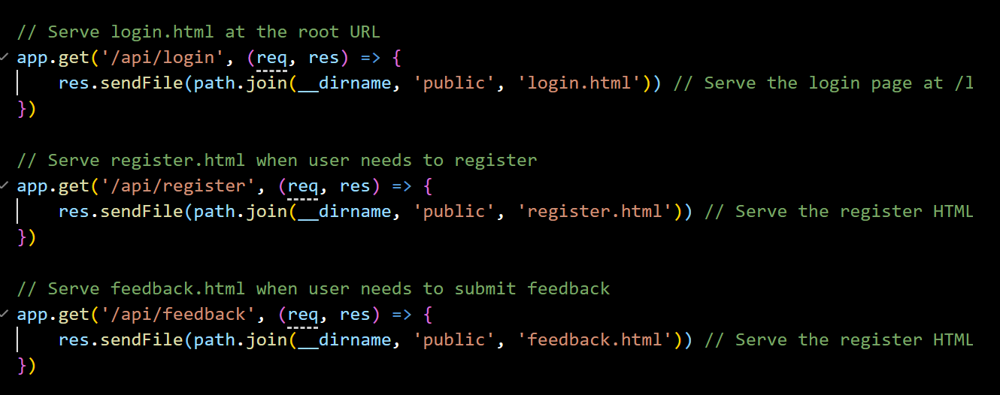 // Serve login.html at the root URL
app.get('/api/login', (req, res) => {
    res.sendFile(path.join(__dirname, 'public', 'login.html')) // Serve the login page at /l
})

// Serve register.html when user needs to register
app.get('/api/register', (req, res) => {
    res.sendFile(path.join(__dirname, 'public', 'register.html')) // Serve the register HTML
})

// Serve feedback.html when user needs to submit feedback
app.get('/api/feedback', (req, res) => {
    res.sendFile(path.join(__dirname, 'public', 'feedback.html')) // Serve the register HTML
})